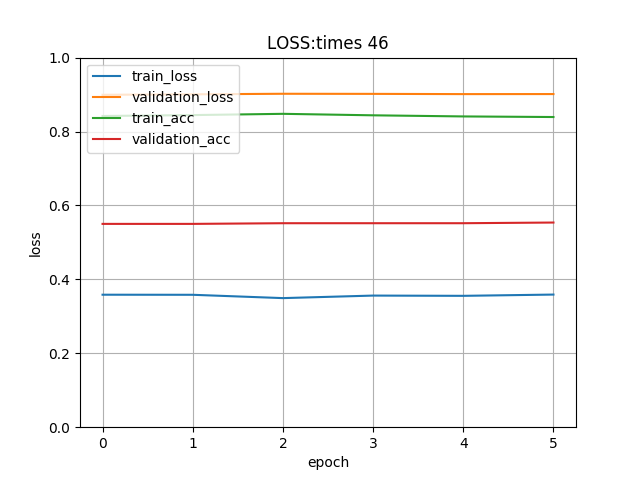 LOSS:times 46
1.0
0.8
0.6
0.4
0.2
0.0
loss
train_loss
validation_loss
train_acc
validation_acc
0 1 2 3 4 5
epoch